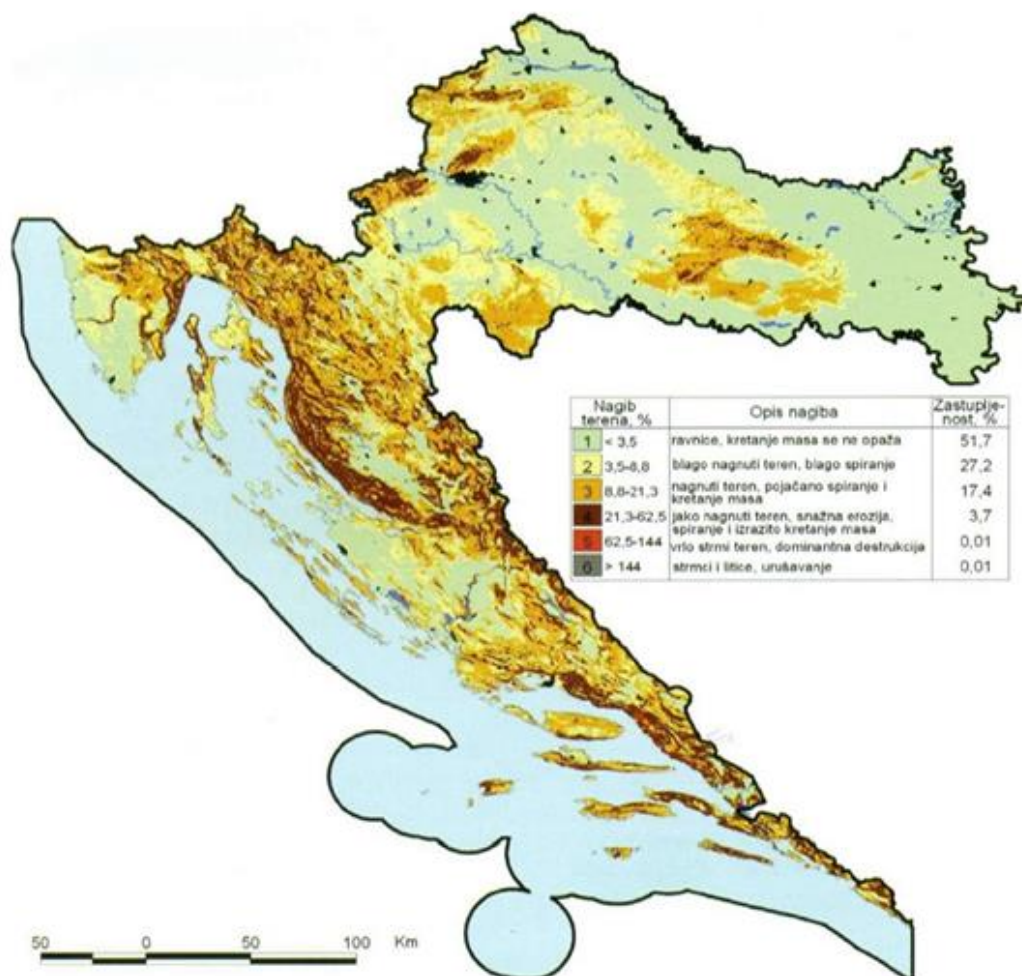 Nagib terena, % Opis nagiba Zastuplje-nost, %
1 < 3,5 ravnice, kretanje masa se ne opaža 51,7
2 3,5-8,8 blago nagnuti teren, blago spiranje 27,2
3 8,8-21,3 nagnuti teren, pojačano spiranje i kretanje masa 17,4
4 21,3-62,5 jako nagnuti teren, snažna erozija, spiranje i izrazito kretanje masa 3,7
5 62,5-144 vrlo strmi teren, dominantna destrukcija 0,01
6 > 144 strmci i litice, urušavanje 0,01
50 0 50 100 Km